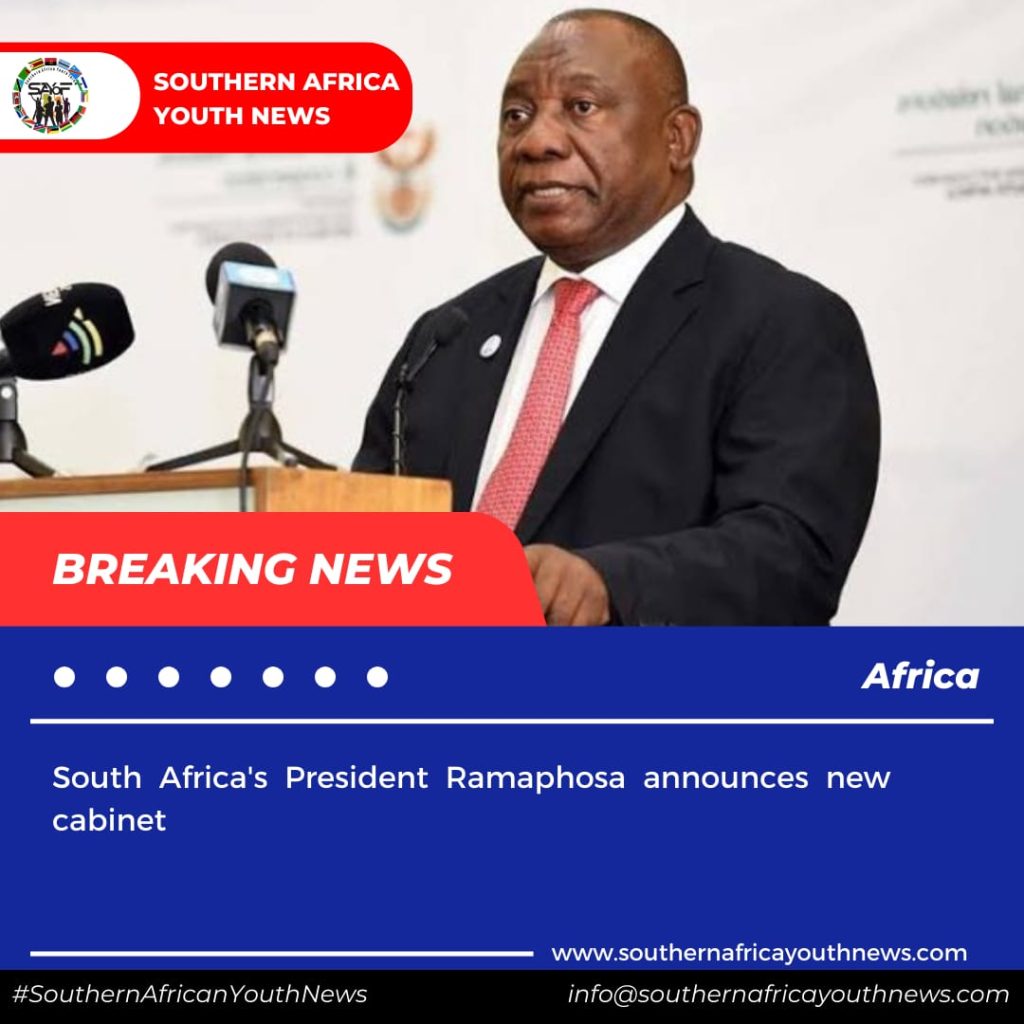 SOUTHERN AFRICA
YOUTH NEWS
SA6F
BREAKING NEWS
Africa
South Africa's President Ramaphosa announces new
cabinet
www.southernafricayouthnews.com
#SouthernAfricanYouthNews
info@southernafricayouthnews.com